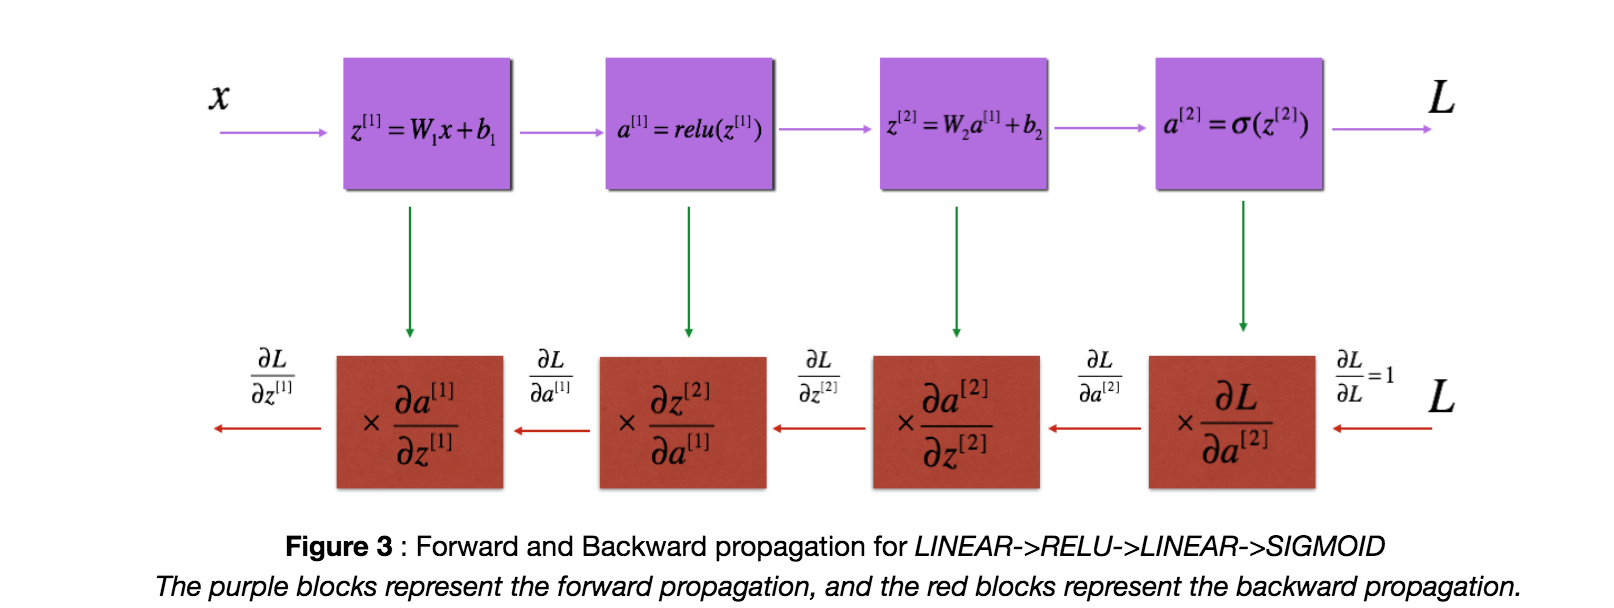 x
z^[1] = W_1x + b_1
a^[1] = relu(z^[1])
z^[2] = W_2a^[1] + b_2
a^[2] = σ(z^[2])
L
∂L/∂z^[1]
× ∂a^[1]/∂z^[1]
∂L/∂a^[1]
× ∂z^[2]/∂a^[1]
∂L/∂z^[2]
× ∂a^[2]/∂z^[2]
∂L/∂a^[2]
× ∂L/∂a^[2]
∂L/∂L = 1
L
Figure 3 : Forward and Backward propagation for LINEAR->RELU->LINEAR->SIGMOID
The purple blocks represent the forward propagation, and the red blocks represent the backward propagation.